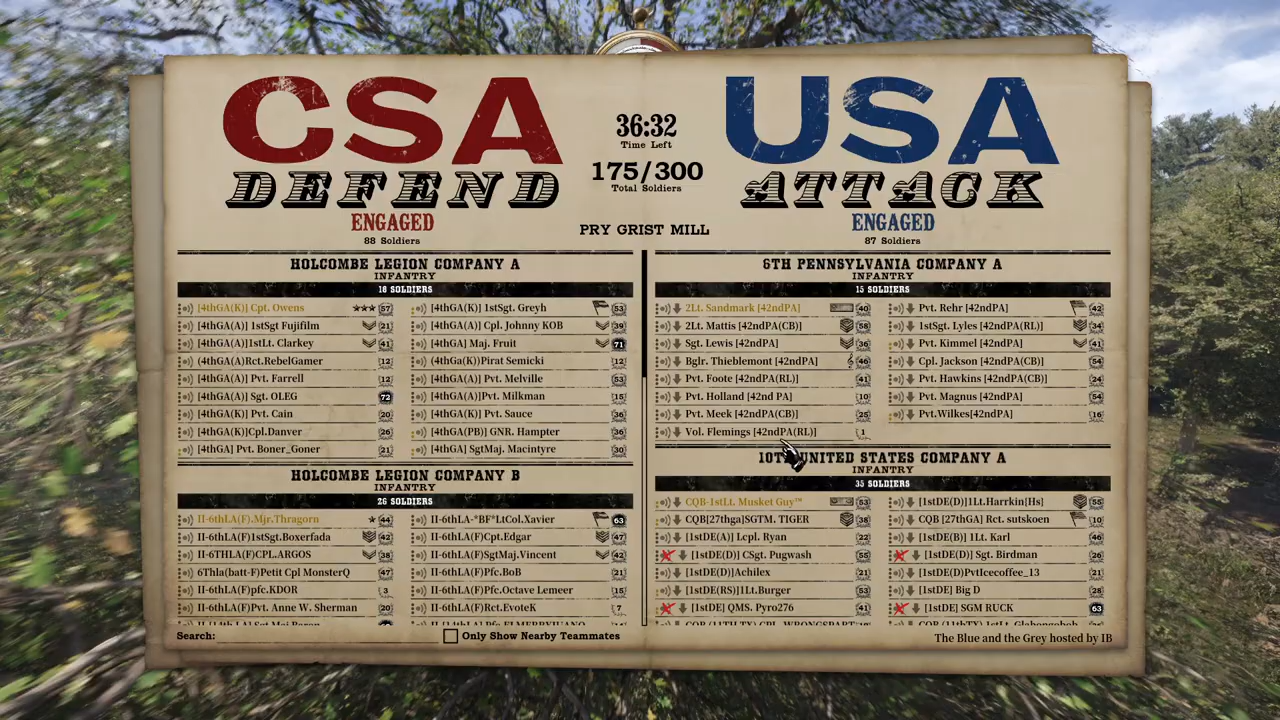 CSA
DEFEND
ENGAGED
88 Soldiers
36:32
Time Left
175/300
Total Soldiers
PRY GRIST MILL
USA
ATTACK
ENGAGED
87 Soldiers
HOLCOMBE LEGION COMPANY A
INFANTRY
18 SOLDIERS
[4thGA(K)] Cpt. Owens 57 [4thGA(K)] 1stSgt. Greyh 53
[4thGA(A)] 1stSgt Fujifilm 21 [4thGA(A)] Cpl. Johnny KOB 39
[4thGA(A)]1stLt. Clarkey 41 [4thGA] Maj. Fruit 71
(4thGA(A)Rct.RebelGamer 12 [4thGa(K))Pirat Semicki 12
[4thGA(A)] Pvt. Farrell 12 [4thGA(A)] Pvt. Melville 53
[4thGA(A)] Sgt. OLEG 72 [4thGA(A)]Pvt. Milkman 15
[4thGA(K)] Pvt. Cain 20 [4thGA(K)] Pvt. Sauce 36
[4thGA(K)Cpl.Danver 26 [4thGA(PB)] GNR. Hampter 36
[4thGA] Pvt. Boner_Goner 21 [4thGA] SgtMaj. Macintyre 30
HOLCOMBE LEGION COMPANY B
INFANTRY
26 SOLDIERS
II-6thLA(F).Mjr.Thragorn 44 II-6thLA-*BF*LtCol.Xavier 63
II-6thLA(F)1stSgt.Boxerfada 42 II-6thLA(F)Cpt.Edgar 47
II-6THLA(F)CPL.ARGOS 38 II-6thLA(F)SgtMaj.Vincent 42
6Thla(batt-F)Petit Cpl MonsterQ 47 II-6thLA(F)Pfc.BoB 21
II-6thLA(F)pfc.KDOR 3 II-6thLA(F)Pfc.Octave Lemeer 15
II-6thLA(F)Pvt. Anne W. Sherman 20 II-6thLA(F)Rct.EvoteK 7
6TH PENNSYLVANIA COMPANY A
INFANTRY
15 SOLDIERS
2Lt. Sandmark [42ndPA] 40 Pvt. Rehr [42ndPA] 42
2Lt. Mattis [42ndPA(CB)] 58 1stSgt. Lyles [42ndPA(RL)] 34
Sgt. Lewis [42ndPA] 36 Pvt. Kimmel [42ndPA] 41
Bglr. Thieblemont [42ndPA] 46 Cpl. Jackson [42ndPA(CB)] 54
Pvt. Foote [42ndPA(RL)] 41 Pvt. Hawkins [42ndPA(CB)] 24
Pvt. Holland [42nd PA] 10 Pvt. Magnus [42ndPA] 54
Pvt. Meek [42ndPA(CB)] 25 Pvt.Wilkes[42ndPA] 16
Vol. Flemings [42ndPA(RL)] 1
10TH UNITED STATES COMPANY A
INFANTRY
35 SOLDIERS
CQB-1stLt. Musket Guy™ 53 [1stDE(D)]1Lt.Harrkin[Hs] 55
CQB[27thga]SGTM. TIGER 38 CQB [27thGA] Rct. sutskoen 10
[1stDE(A)] Lcpl. Ryan 22 [1stDE(B)] 1Lt. Karl 46
[1stDE(D)] CSgt. Pugwash 55 [1stDE(D)] Sgt. Birdman 26
[1stDE(D)]Achilex 21 [1stDE(D)PvtIcecoffee_13 21
[1stDE(RS)]1Lt.Burger 53 [1stDE] Big D 28
[1stDE] QMS. Pyro276 41 [1stDE] SGM RUCK 63
Search:
Only Show Nearby Teammates
The Blue and the Grey hosted by IB